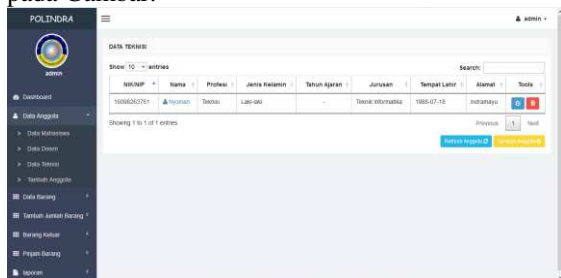 pada Gambar.
POLINDRA
admin
admin
Dashboard
Data Anggota
Data Mahasiswa
Data Dosen
Data Teknisi
Tambah Anggota
Data Barang
Tambah Jumlah Barang
Barang Keluar
Pinjam Barang
laporan
DATA TEKNISI
Show 10 entries
Search:
NIK/NIP Nama Profesi Jenis Kelamin Tahun Ajaran Jurusan Tempat Lahir Alamat Tools
Nyoman Teknisi Laki-laki - Teknik Informatika 1988-07-16 Indramayu
Showing 1 to 1 of 1 entries
Previous 1 Next
Refresh Anggota
Tambah Anggota